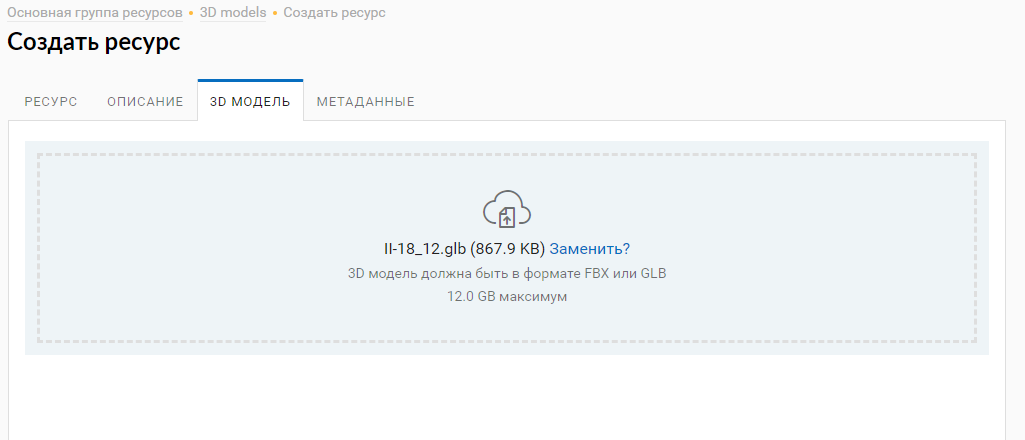 Основная группа ресурсов • 3D models • Создать ресурс
Создать ресурс
РЕСУРС ОПИСАНИЕ 3D МОДЕЛЬ МЕТАДАННЫЕ
II-18_12.glb (867.9 KB) Заменить?
3D модель должна быть в формате FBX или GLB
12.0 GB максимум